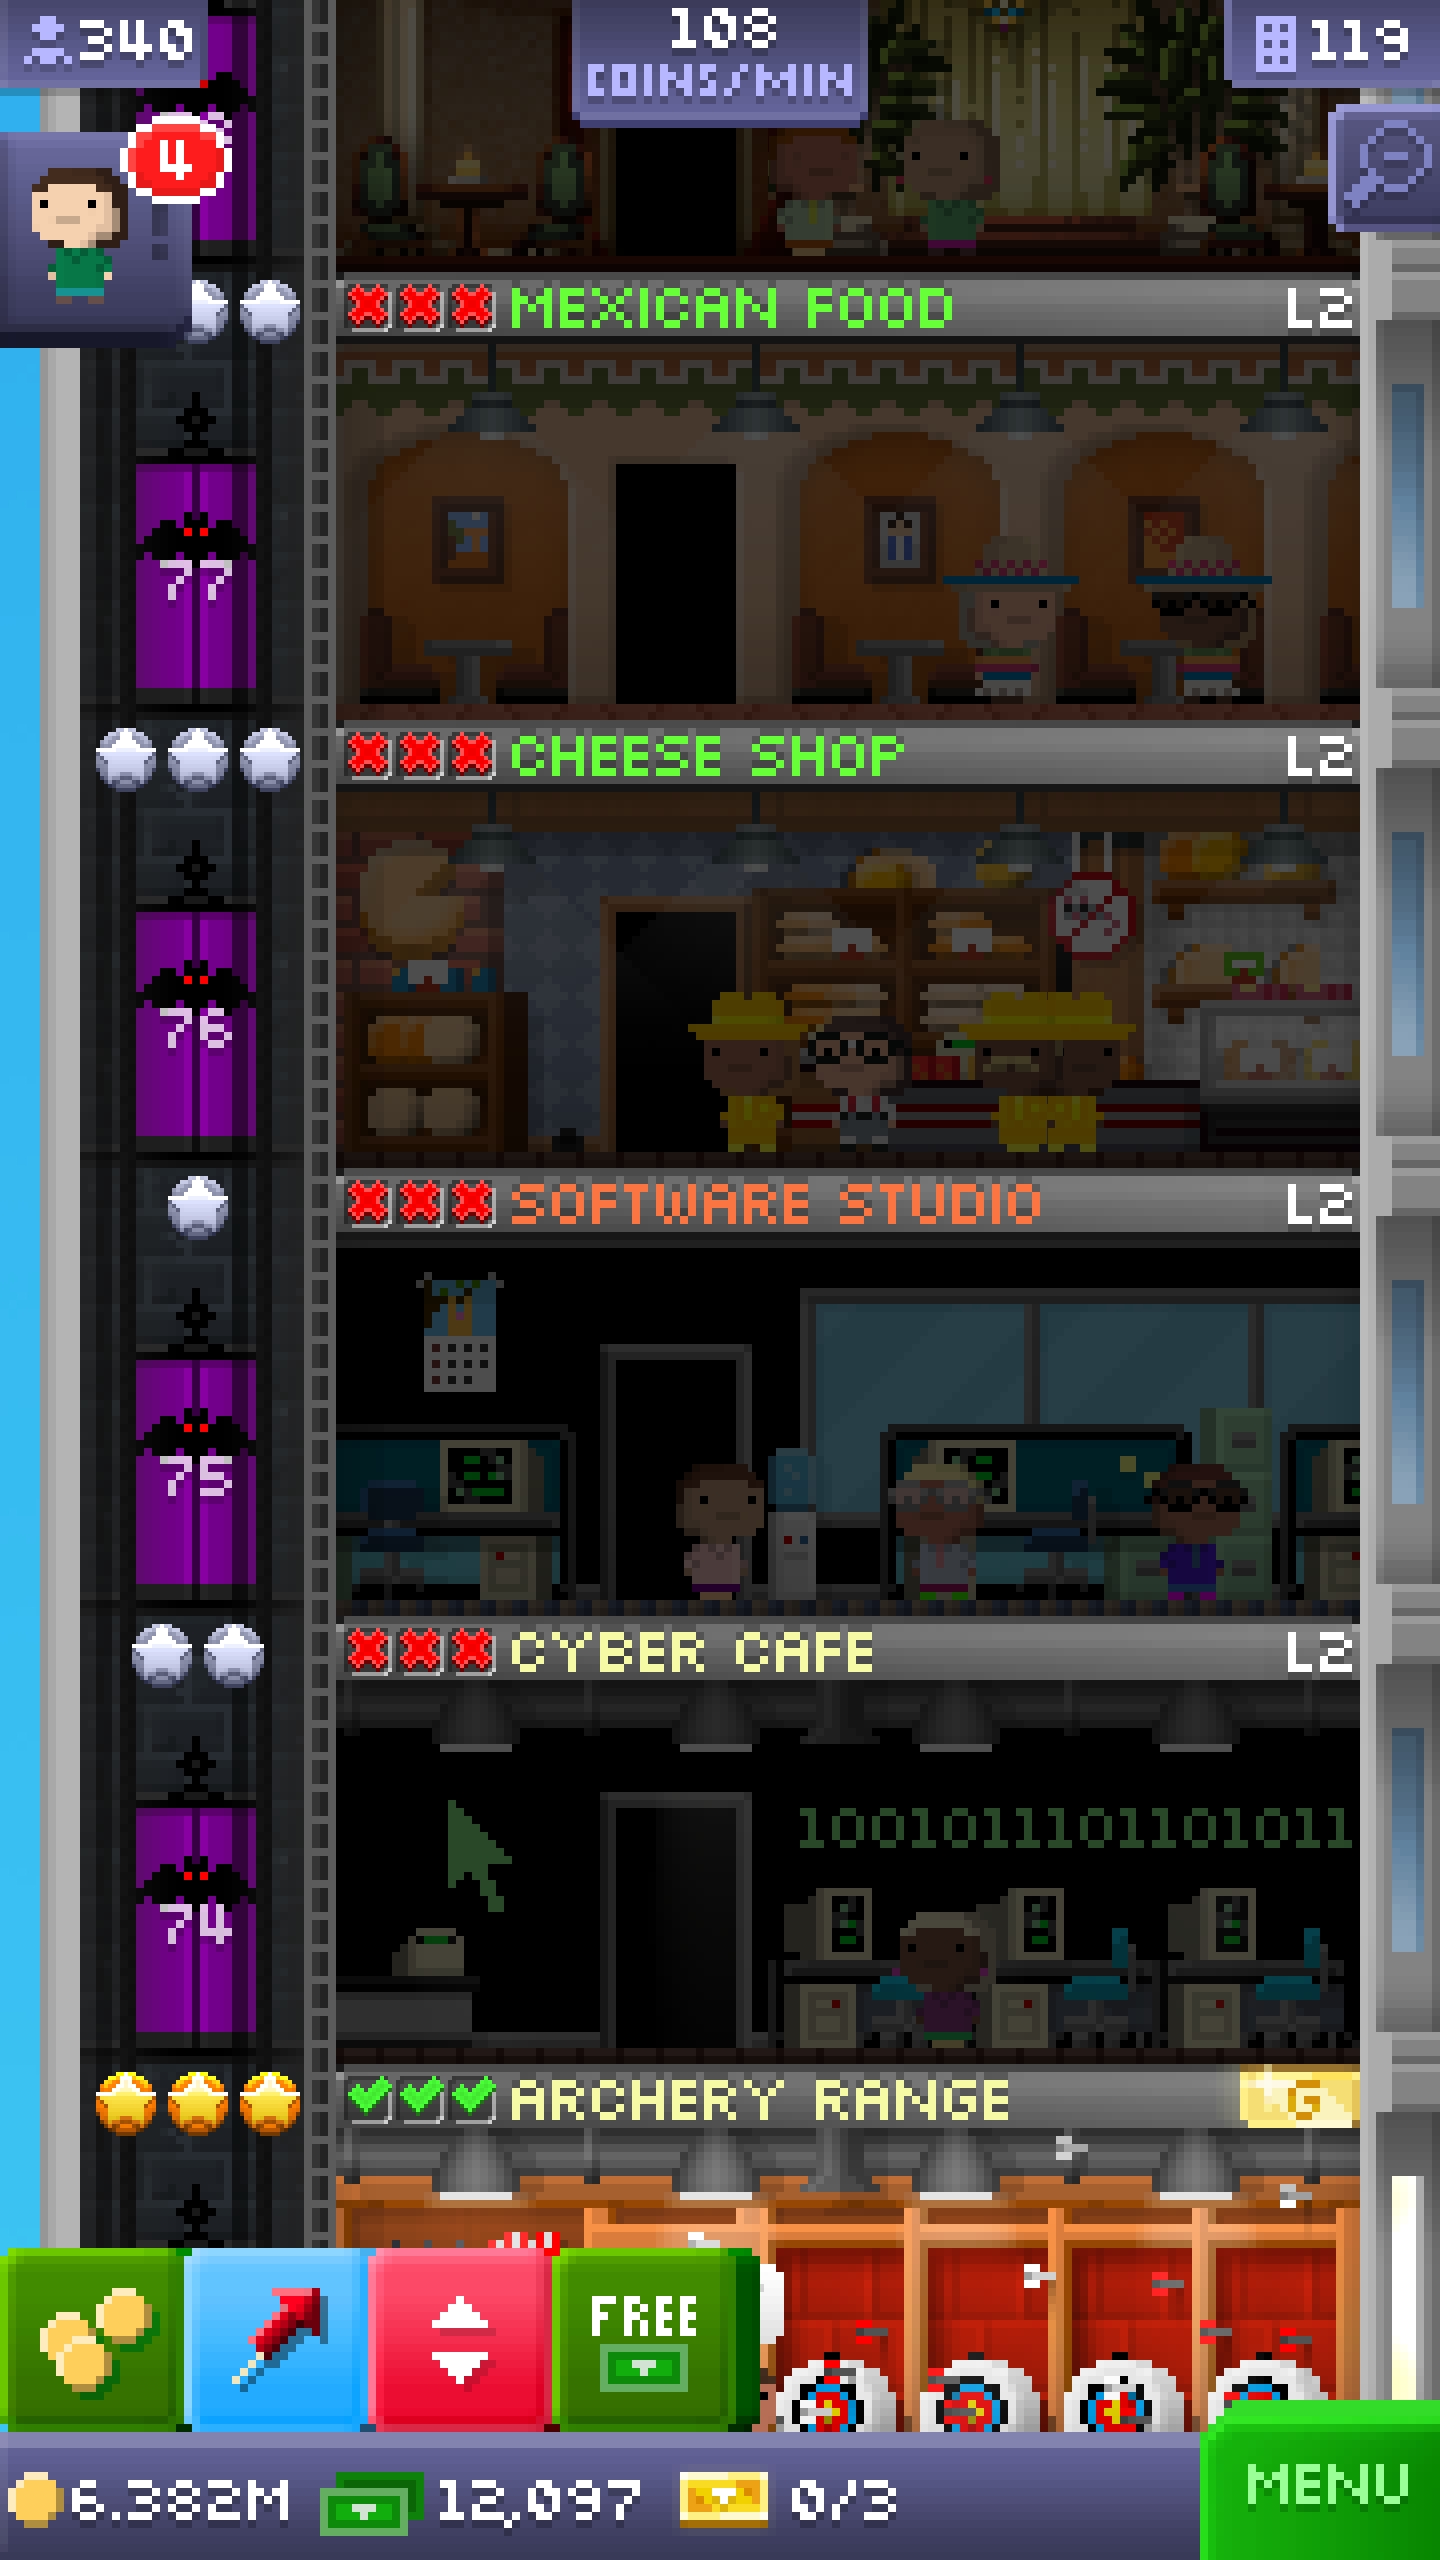 340
108
COINS/MIN
119
4
MEXICAN FOOD L2
77
CHEESE SHOP L2
76
SOFTWARE STUDIO L2
75
CYBER CAFE L2
1001011101101011
74
ARCHERY RANGE G
FREE
6.382M 12,097 0/3 MENU